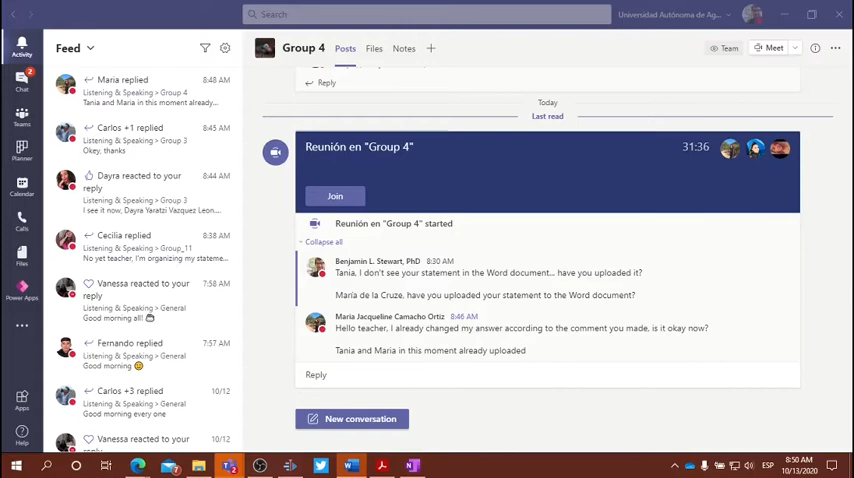 Search
Universidad Autónoma de Ag...
Activity
Chat
2
Teams
Planner
Calendar
Calls
Files
Power Apps
Apps
Help
Feed
Maria replied
8:48 AM
Listening & Speaking > Group 4
Tania and Maria in this moment already...
Carlos +1 replied
8:45 AM
Listening & Speaking > Group 3
Okey, thanks
Dayra reacted to your
8:44 AM
reply
Listening & Speaking > Group 3
I see it now, Dayra Yaratzi Vazquez Leon...
Cecilia replied
8:38 AM
Listening & Speaking > Group_11
No yet teacher, I'm organizing my stateme...
Vanessa reacted to your
7:58 AM
reply
Listening & Speaking > General
Good morning all!
Fernando replied
7:57 AM
Listening & Speaking > General
Good morning
Carlos +3 replied
10/12
Listening & Speaking > General
Good morning every one
Vanessa reacted to your
10/12
Group 4
Posts
Files
Notes
Team
Meet
Reply
Today
Last read
Reunión en "Group 4"
31:36
Join
Reunión en "Group 4" started
Collapse all
Benjamin L. Stewart, PhD 8:30 AM
Tania, I don't see your statement in the Word document... have you uploaded it?
María de la Cruze, have you uploaded your statement to the Word document?
Maria Jacqueline Camacho Ortiz 8:46 AM
Hello teacher, I already changed my answer according to the comment you made, is it okay now?
Tania and Maria in this moment already uploaded
Reply
New conversation
ESP
8:50 AM
10/13/2020